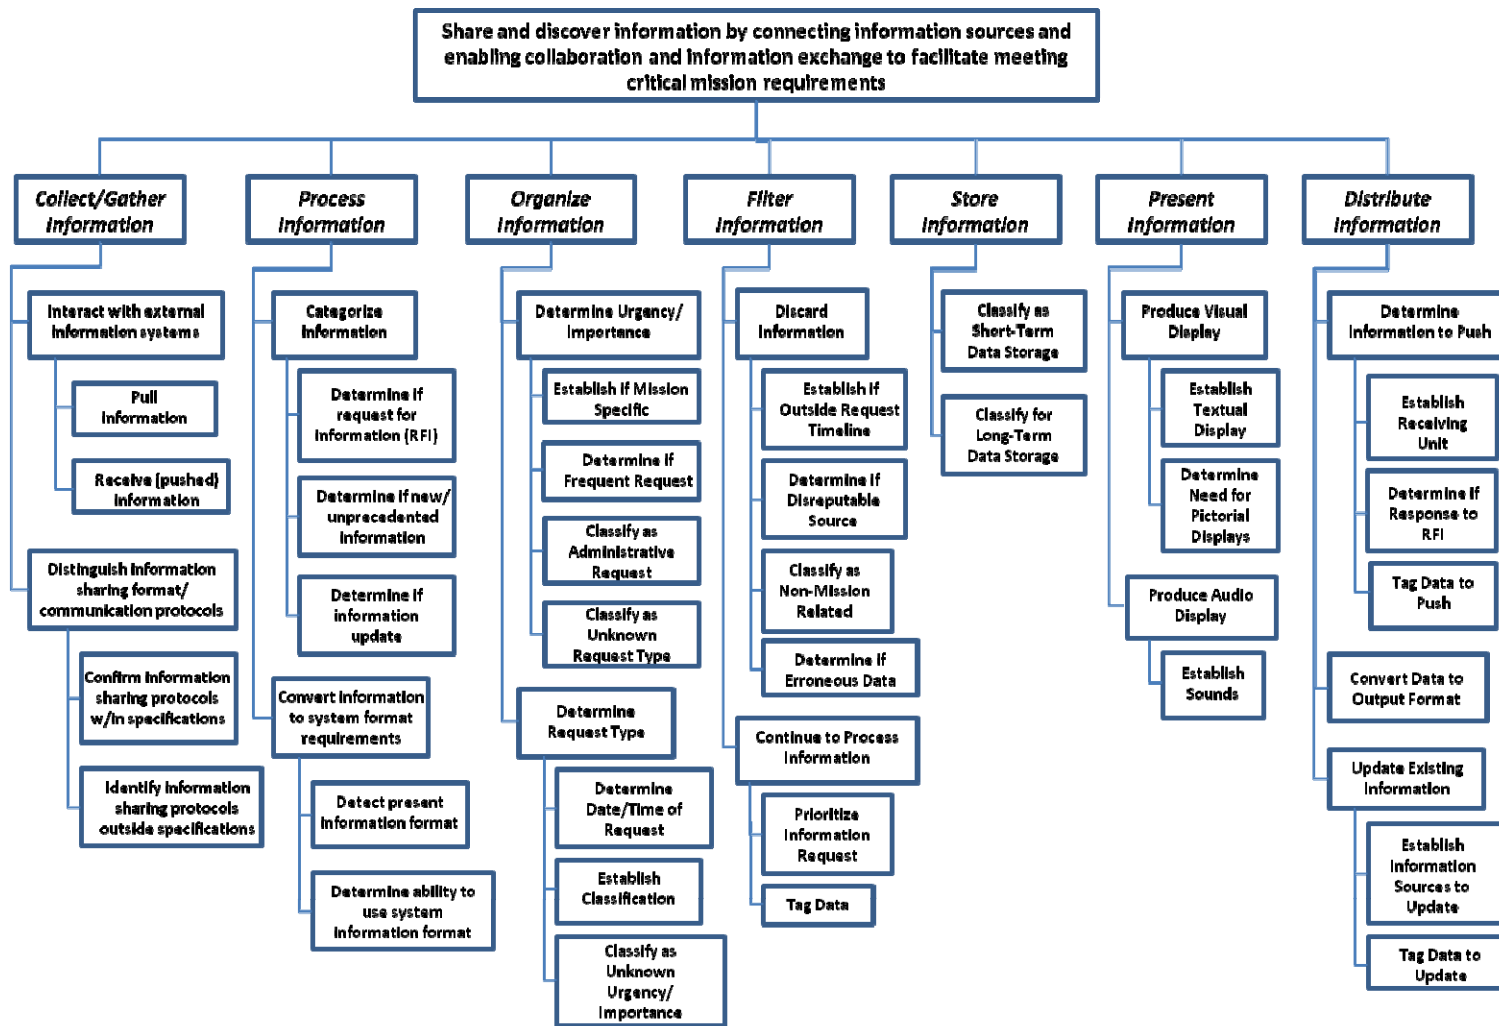 Share and discover information by connecting information sources and
enabling collaboration and information exchange to facilitate meeting
critical mission requirements
Collect/Gather
Information
Process
Information
Organize
Information
Filter
Information
Store
Information
Present
Information
Distribute
Information
Interact with external
information systems
Pull
Information
Receive (pushed)
Information
Distinguish information
sharing format/
communication protocols
Confirm information
sharing protocols
w/in specifications
Identify information
sharing protocols
outside specifications
Categorize
Information
Determine if
request for
Information (RFI)
Determine if new/
unprecedented
information
Determine if
information
update
Convert information
to system format
requirements
Detect present
information format
Determine ability to
use system
information format
Determine Urgency/
Importance
Establish if Mission
Specific
Determine if
Frequent Request
Classify as
Administrative
Request
Classify as
Unknown
Request Type
Determine
Request Type
Determine
Date/Time of
Request
Establish
Classification
Classify as
Unknown
Urgency/
Importance
Discard
Information
Establish if
Outside Request
Timeline
Determine if
Disreputable
Source
Classify as
Non-Mission
Related
Determine if
Erroneous Data
Continue to Process
Information
Prioritize
Information
Request
Tag Data
Classify as
Short-Term
Data Storage
Classify for
Long-Term
Data Storage
Produce Visual
Display
Establish
Textual
Display
Determine
Need for
Pictorial
Displays
Produce Audio
Display
Establish
Sounds
Determine
Information to Push
Establish
Receiving
Unit
Determine if
Response to
RFI
Tag Data to
Push
Convert Data to
Output Format
Update Existing
Information
Establish
Information
Sources to
Update
Tag Data to
Update